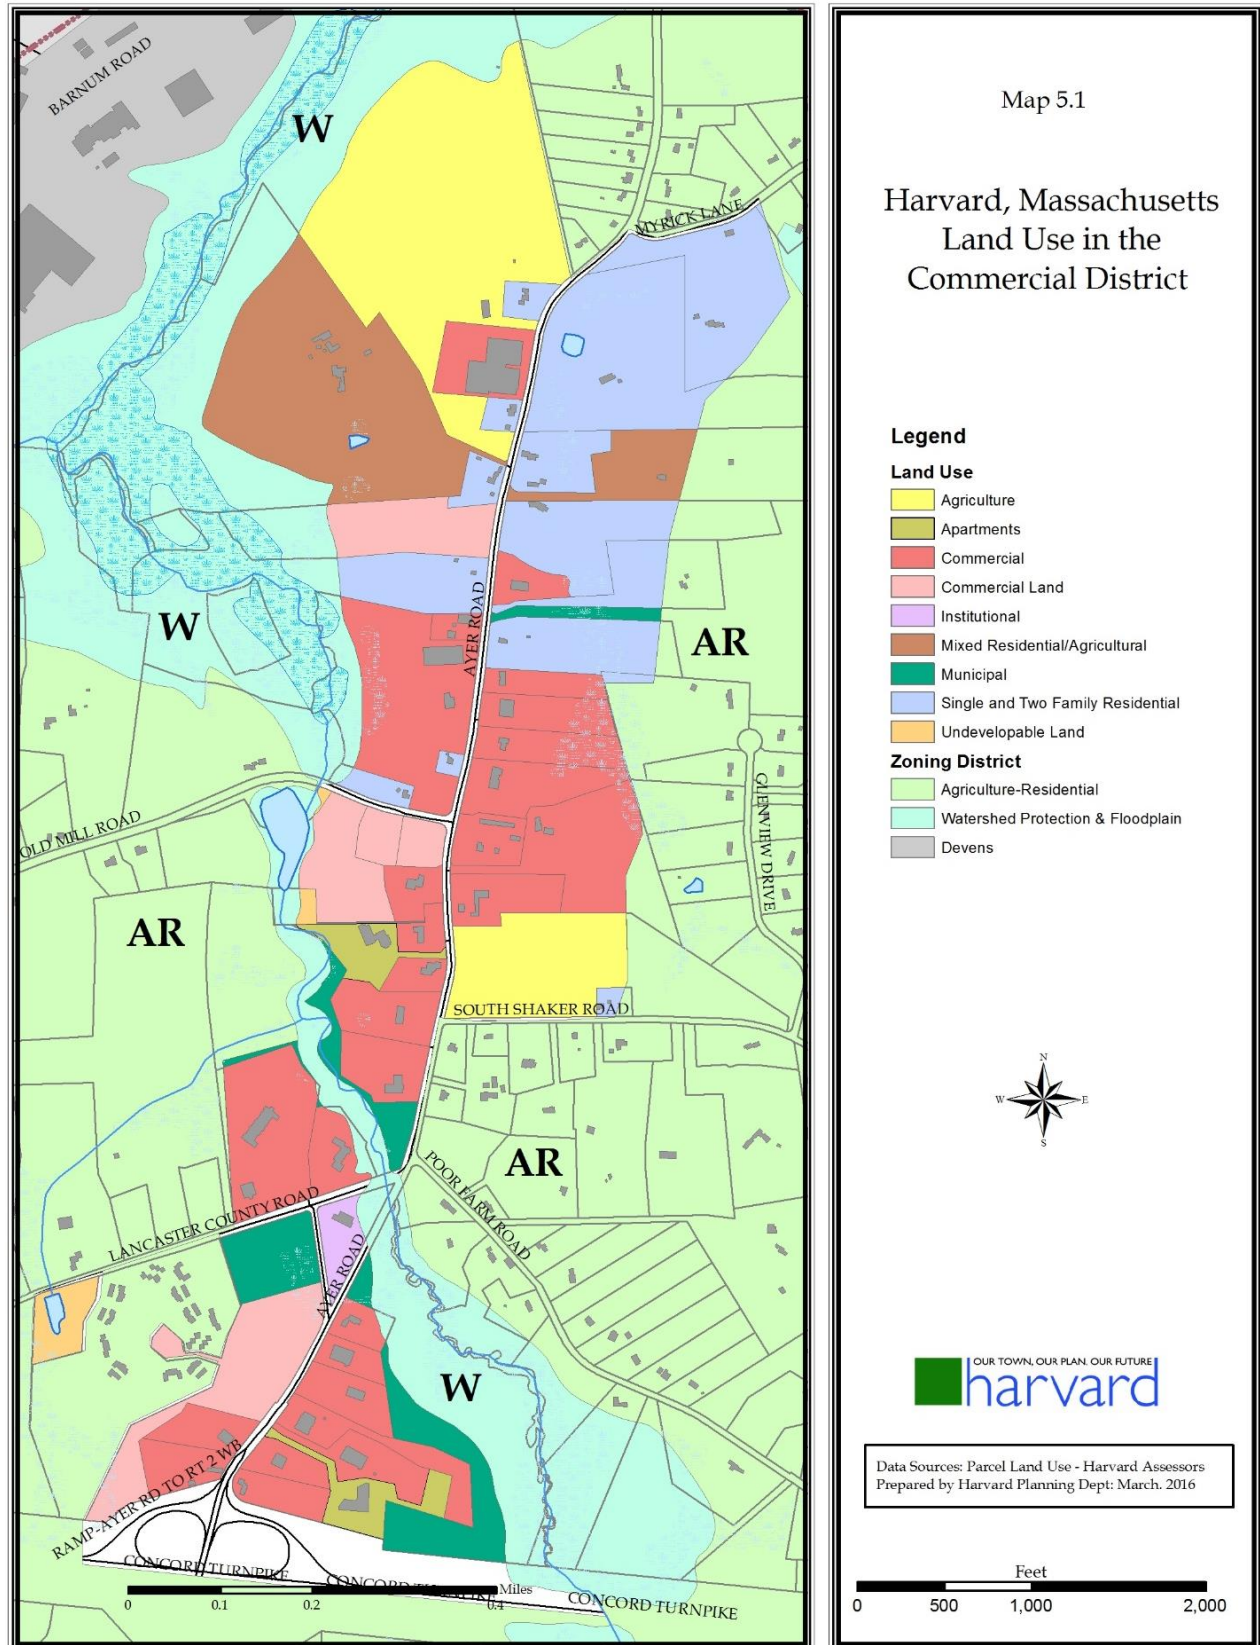 BARNUM ROAD
W
MYRICK LANE
W
AYER ROAD
AR
GLENVIEW DRIVE
OLD MILL ROAD
AR
SOUTH SHAKER ROAD
AR
POOR FARM ROAD
LANCASTER COUNTY ROAD
AYER ROAD
W
RAMP-AYER RD TO RT 2 WB
CONCORD TURNPIKE
CONCORD TURNPIKE
CONCORD TURNPIKE
Miles
0 0.1 0.2 0.4
Map 5.1
Harvard, Massachusetts
Land Use in the
Commercial District
Legend
Land Use
Agriculture
Apartments
Commercial
Commercial Land
Institutional
Mixed Residential/Agricultural
Municipal
Single and Two Family Residential
Undevelopable Land
Zoning District
Agriculture-Residential
Watershed Protection & Floodplain
Devens
N
W E
S
OUR TOWN, OUR PLAN. OUR FUTURE
harvard
Data Sources: Parcel Land Use - Harvard Assessors
Prepared by Harvard Planning Dept: March. 2016
Feet
0 500 1,000 2,000